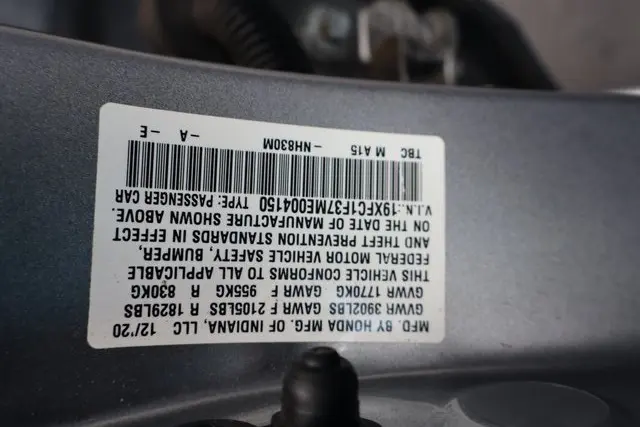 MFD. BY HONDA MFG. OF INDIANA, LLC 12/'20
GVWR 3902LBS GAWR F 2105LBS R 1829LBS
GVWR 1770KG GAWR F 955KG R 830KG
THIS VEHICLE CONFORMS TO ALL APPLICABLE
FEDERAL MOTOR VEHICLE SAFETY, BUMPER,
AND THEFT PREVENTION STANDARDS IN EFFECT
ON THE DATE OF MANUFACTURE SHOWN ABOVE.
V.I.N.:19XFC1F37ME004150 TYPE: PASSENGER CAR
TBC M A15 -NH830M -A -E